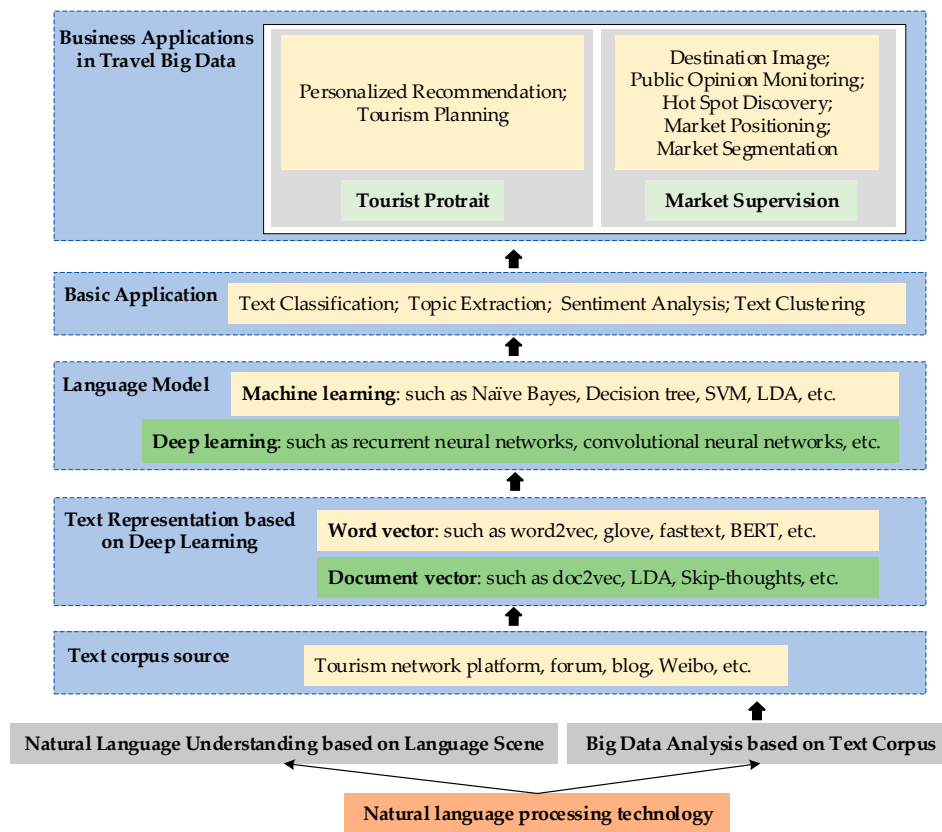 Business Applications
in Travel Big Data
Personalized Recommendation;
Tourism Planning
Tourist Protrait
Destination Image;
Public Opinion Monitoring;
Hot Spot Discovery;
Market Positioning;
Market Segmentation
Market Supervision
Basic Application
Text Classification; Topic Extraction; Sentiment Analysis; Text Clustering
Language Model
Machine learning: such as Naïve Bayes, Decision tree, SVM, LDA, etc.
Deep learning: such as recurrent neural networks, convolutional neural networks, etc.
Text Representation based
on Deep Learning
Word vector: such as word2vec, glove, fasttext, BERT, etc.
Document vector: such as doc2vec, LDA, Skip-thoughts, etc.
Text corpus source
Tourism network platform, forum, blog, Weibo, etc.
Natural Language Understanding based on Language Scene
Big Data Analysis based on Text Corpus
Natural language processing technology